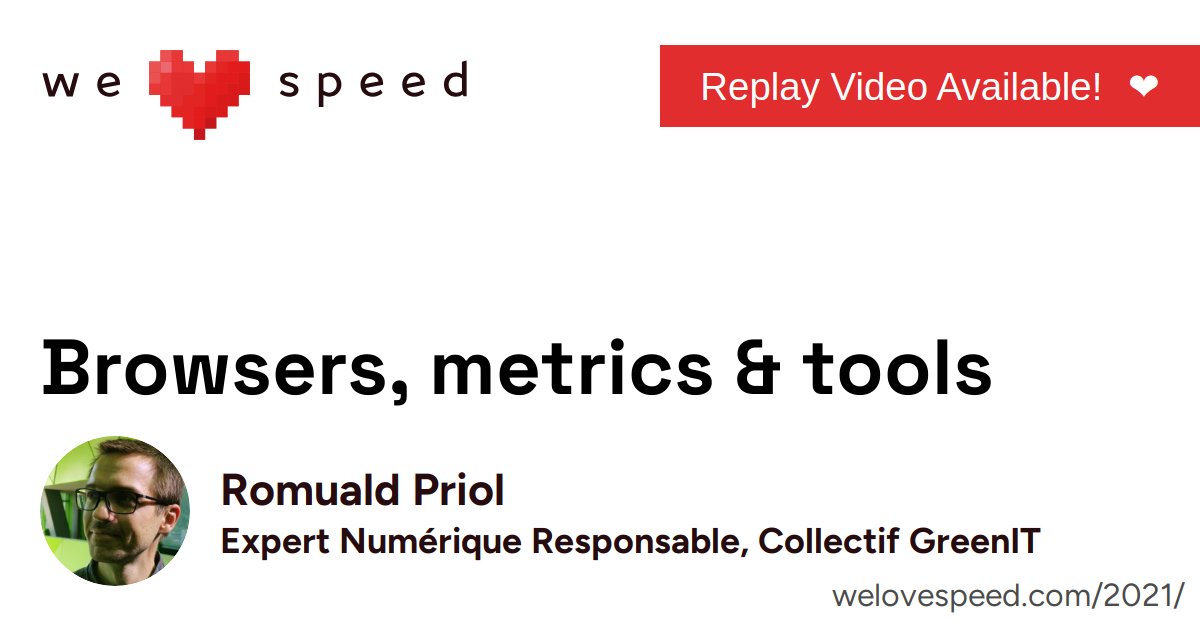 we ❤ speed
Replay Video Available! ❤
Browsers, metrics & tools
Romuald Priol
Expert Numérique Responsable, Collectif GreenIT
welovespeed.com/2021/